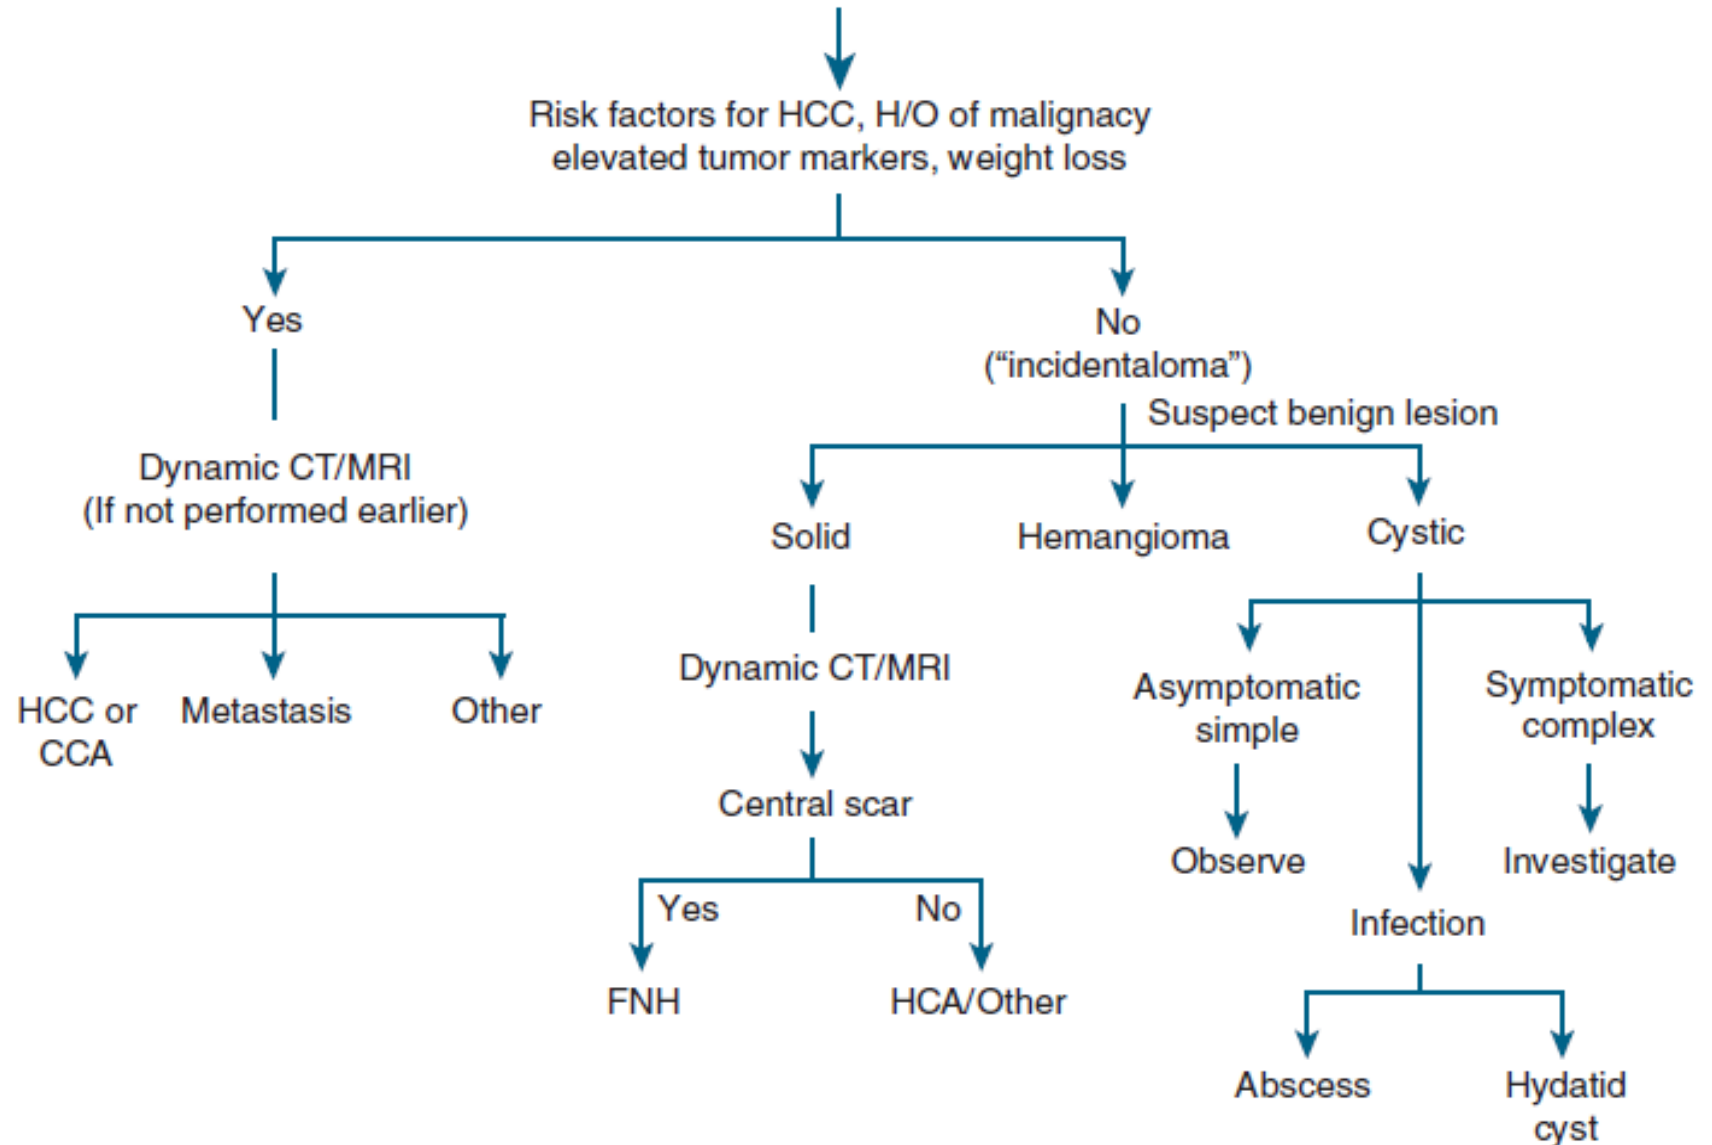 Risk factors for HCC, H/O of malignacy
elevated tumor markers, weight loss
Yes
No
(“incidentaloma”)
Suspect benign lesion
Dynamic CT/MRI
(If not performed earlier)
Solid
Hemangioma
Cystic
HCC or
CCA
Metastasis
Other
Dynamic CT/MRI
Asymptomatic
simple
Symptomatic
complex
Central scar
Observe
Investigate
Yes
No
Infection
FNH
HCA/Other
Abscess
Hydatid
cyst